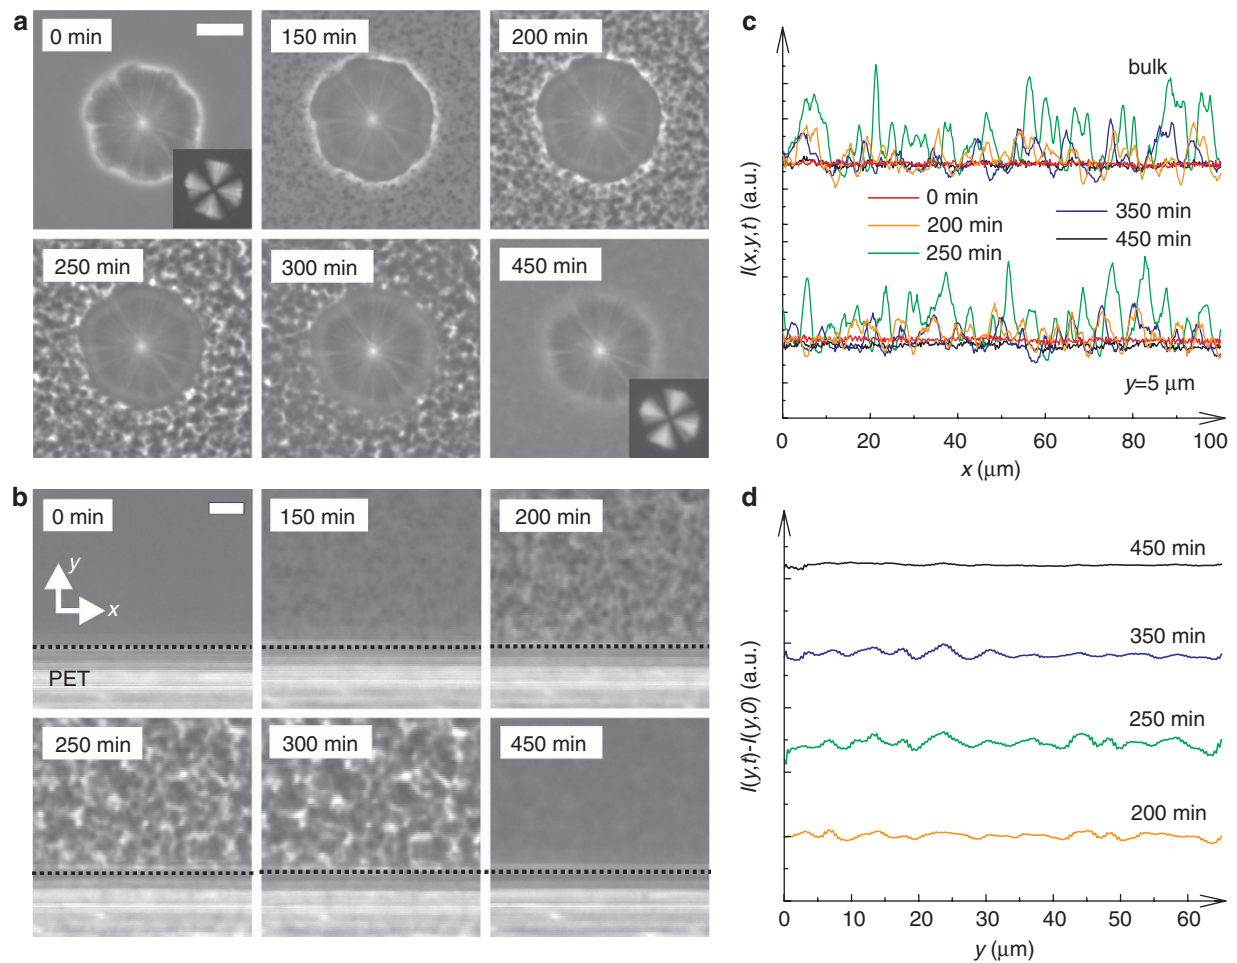 a
0 min
150 min
200 min
250 min
300 min
450 min
b
0 min
150 min
200 min
y
x
PET
250 min
300 min
450 min
c
bulk
I(x,y,t) (a.u.)
0 min
200 min
250 min
350 min
450 min
y=5 μm
0 20 40 60 80 100
x (μm)
d
I(y,t)-I(y,0) (a.u.)
450 min
350 min
250 min
200 min
0 10 20 30 40 50 60
y (μm)